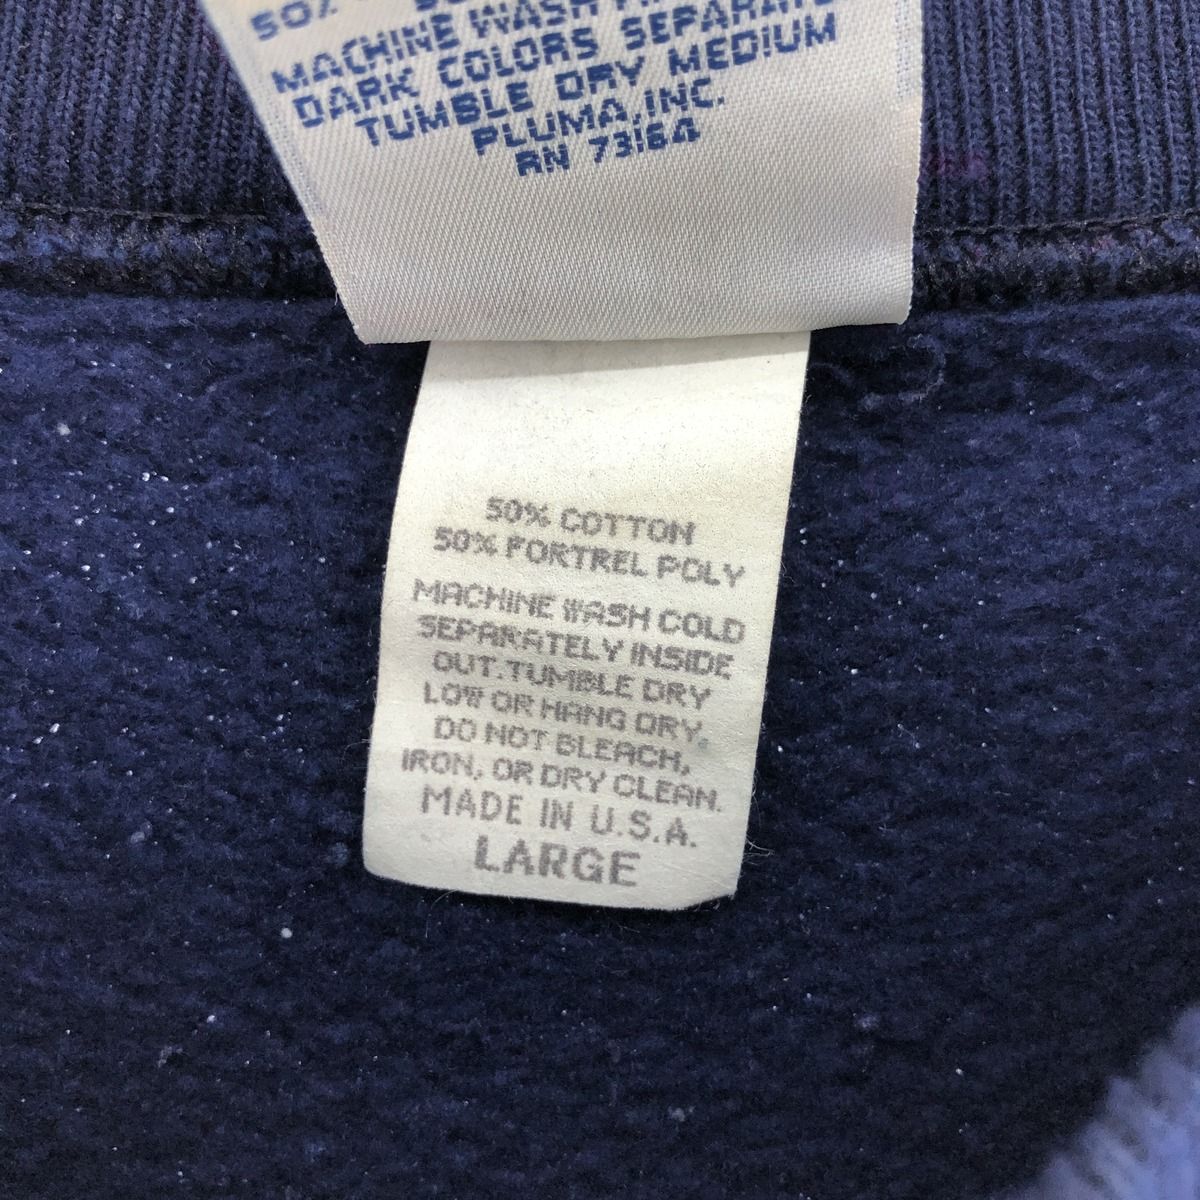 50%
MACHINE WASH
DARK COLORS SEPARATE
TUMBLE DRY MEDIUM
PLUMA, INC.
RN 73164
50% COTTON
50% FORTREL POLY
MACHINE WASH COLD
SEPARATELY INSIDE
OUT. TUMBLE DRY
LOW OR HANG DRY.
DO NOT BLEACH,
IRON, OR DRY CLEAN.
MADE IN U.S.A.
LARGE